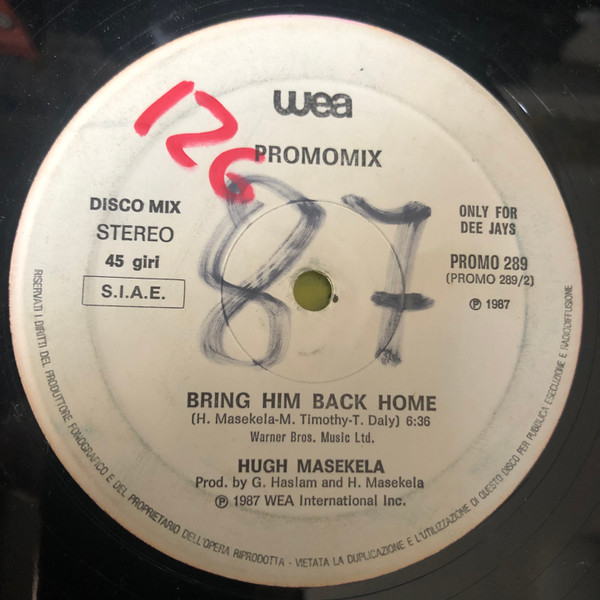 wea
126
PROMOMIX
87
DISCO MIX
STEREO
45 giri
S.I.A.E.
ONLY FOR
DEE JAYS
PROMO 289
(PROMO 289/2)
℗ 1987
BRING HIM BACK HOME
(H. Masekela-M. Timothy-T. Daly) 6:36
Warner Bros. Music Ltd.
HUGH MASEKELA
Prod. by G. Haslam and H. Masekela
℗ 1987 WEA International Inc.
RISERVATI I DIRITTI DEL PRODUTTORE FONOGRAFICO E DEL PROPRIETARIO DELL'OPERA RIPRODOTTA - VIETATA LA DUPLICAZIONE E L'UTILIZZAZIONE DI QUESTO DISCO PER PUBBLICA ESECUZIONE E RADIODIFFUSIONE